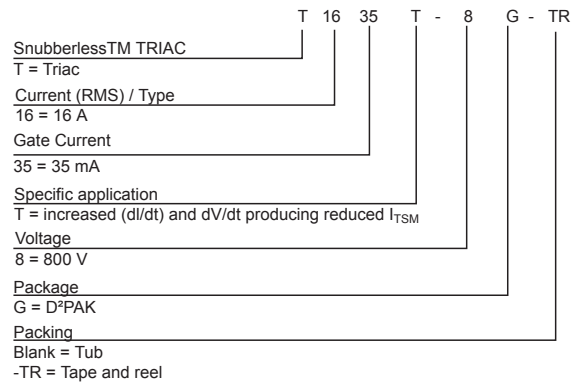 T 16 35 T - 8 G - TR
SnubberlessTM TRIAC
T = Triac
Current (RMS) / Type
16 = 16 A
Gate Current
35 = 35 mA
Specific application
T = increased (dI/dt) and dV/dt producing reduced ITSM
Voltage
8 = 800 V
Package
G = D²PAK
Packing
Blank = Tub
-TR = Tape and reel